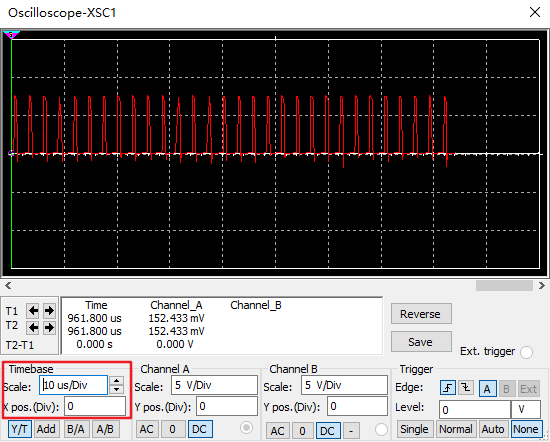 Oscilloscope-XSC1
Time Channel_A Channel_B
T1 961.800 us 152.433 mV
T2 961.800 us 152.433 mV
T2-T1 0.000 s 0.000 V
Reverse
Save
Ext. trigger
Timebase
Scale: 10 us/Div
X pos.(Div): 0
Y/T Add B/A A/B
Channel A
Scale: 5 V/Div
Y pos.(Div): 0
AC 0 DC
Channel B
Scale: 5 V/Div
Y pos.(Div): 0
AC 0 DC -
Trigger
Edge: A B Ext
Level: 0 V
Single Normal Auto None